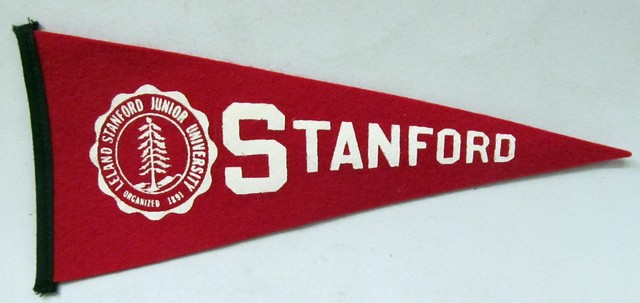 LELAND STANFORD JUNIOR UNIVERSITY
ORGANIZED 1891
STANFORD